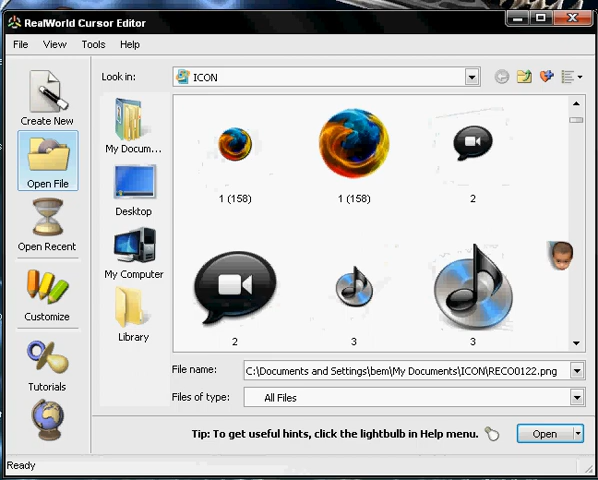 RealWorld Cursor Editor
File View Tools Help
Look in: ICON
Create New
Open File
Open Recent
Customize
Tutorials
My Docum...
Desktop
My Computer
Library
1 (158) 1 (158) 2
2 3 3
File name: C:\Documents and Settings\bem\My Documents\ICON\RECO0122.png
Files of type: All Files
Tip: To get useful hints, click the lightbulb in Help menu. Open
Ready